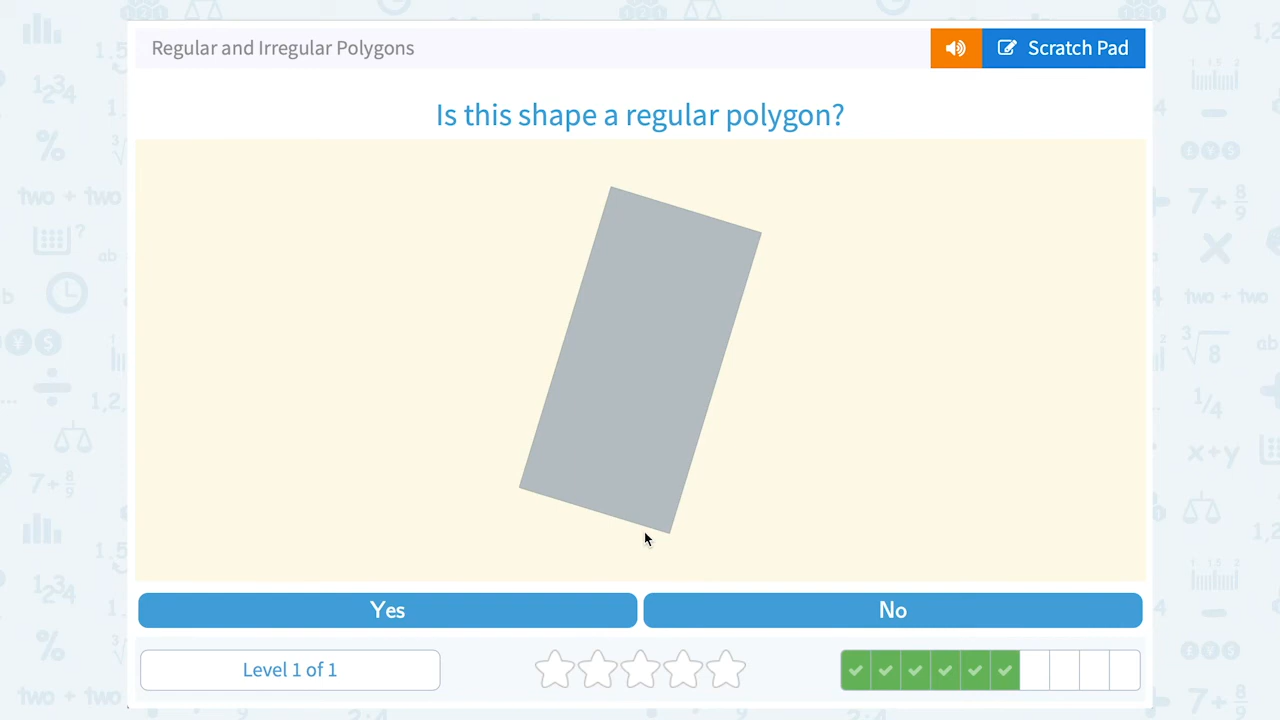 Regular and Irregular Polygons
Scratch Pad
Is this shape a regular polygon?
Yes
No
Level 1 of 1